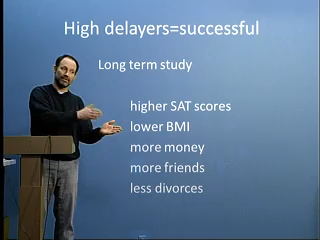 High delayers=successful
Long term study
higher SAT scores
lower BMI
more money
more friends
less divorces